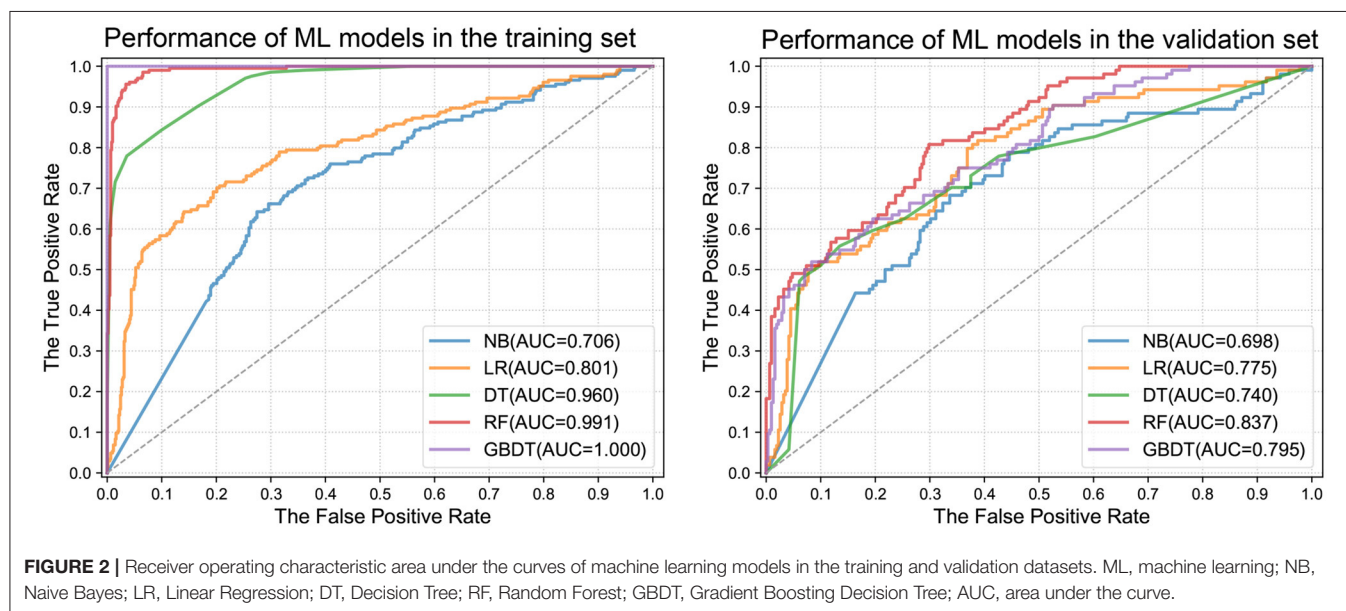 Performance of ML models in the training set
1.0
0.9
0.8
0.7
0.6
0.5
0.4
0.3
0.2
0.1
0.0
The True Positive Rate
NB(AUC=0.706)
LR(AUC=0.801)
DT(AUC=0.960)
RF(AUC=0.991)
GBDT(AUC=1.000)
0.0 0.1 0.2 0.3 0.4 0.5 0.6 0.7 0.8 0.9 1.0
The False Positive Rate
Performance of ML models in the validation set
1.0
0.9
0.8
0.7
0.6
0.5
0.4
0.3
0.2
0.1
0.0
The True Positive Rate
NB(AUC=0.698)
LR(AUC=0.775)
DT(AUC=0.740)
RF(AUC=0.837)
GBDT(AUC=0.795)
0.0 0.1 0.2 0.3 0.4 0.5 0.6 0.7 0.8 0.9 1.0
The False Positive Rate
FIGURE 2 | Receiver operating characteristic area under the curves of machine learning models in the training and validation datasets. ML, machine learning; NB,
Naive Bayes; LR, Linear Regression; DT, Decision Tree; RF, Random Forest; GBDT, Gradient Boosting Decision Tree; AUC, area under the curve.